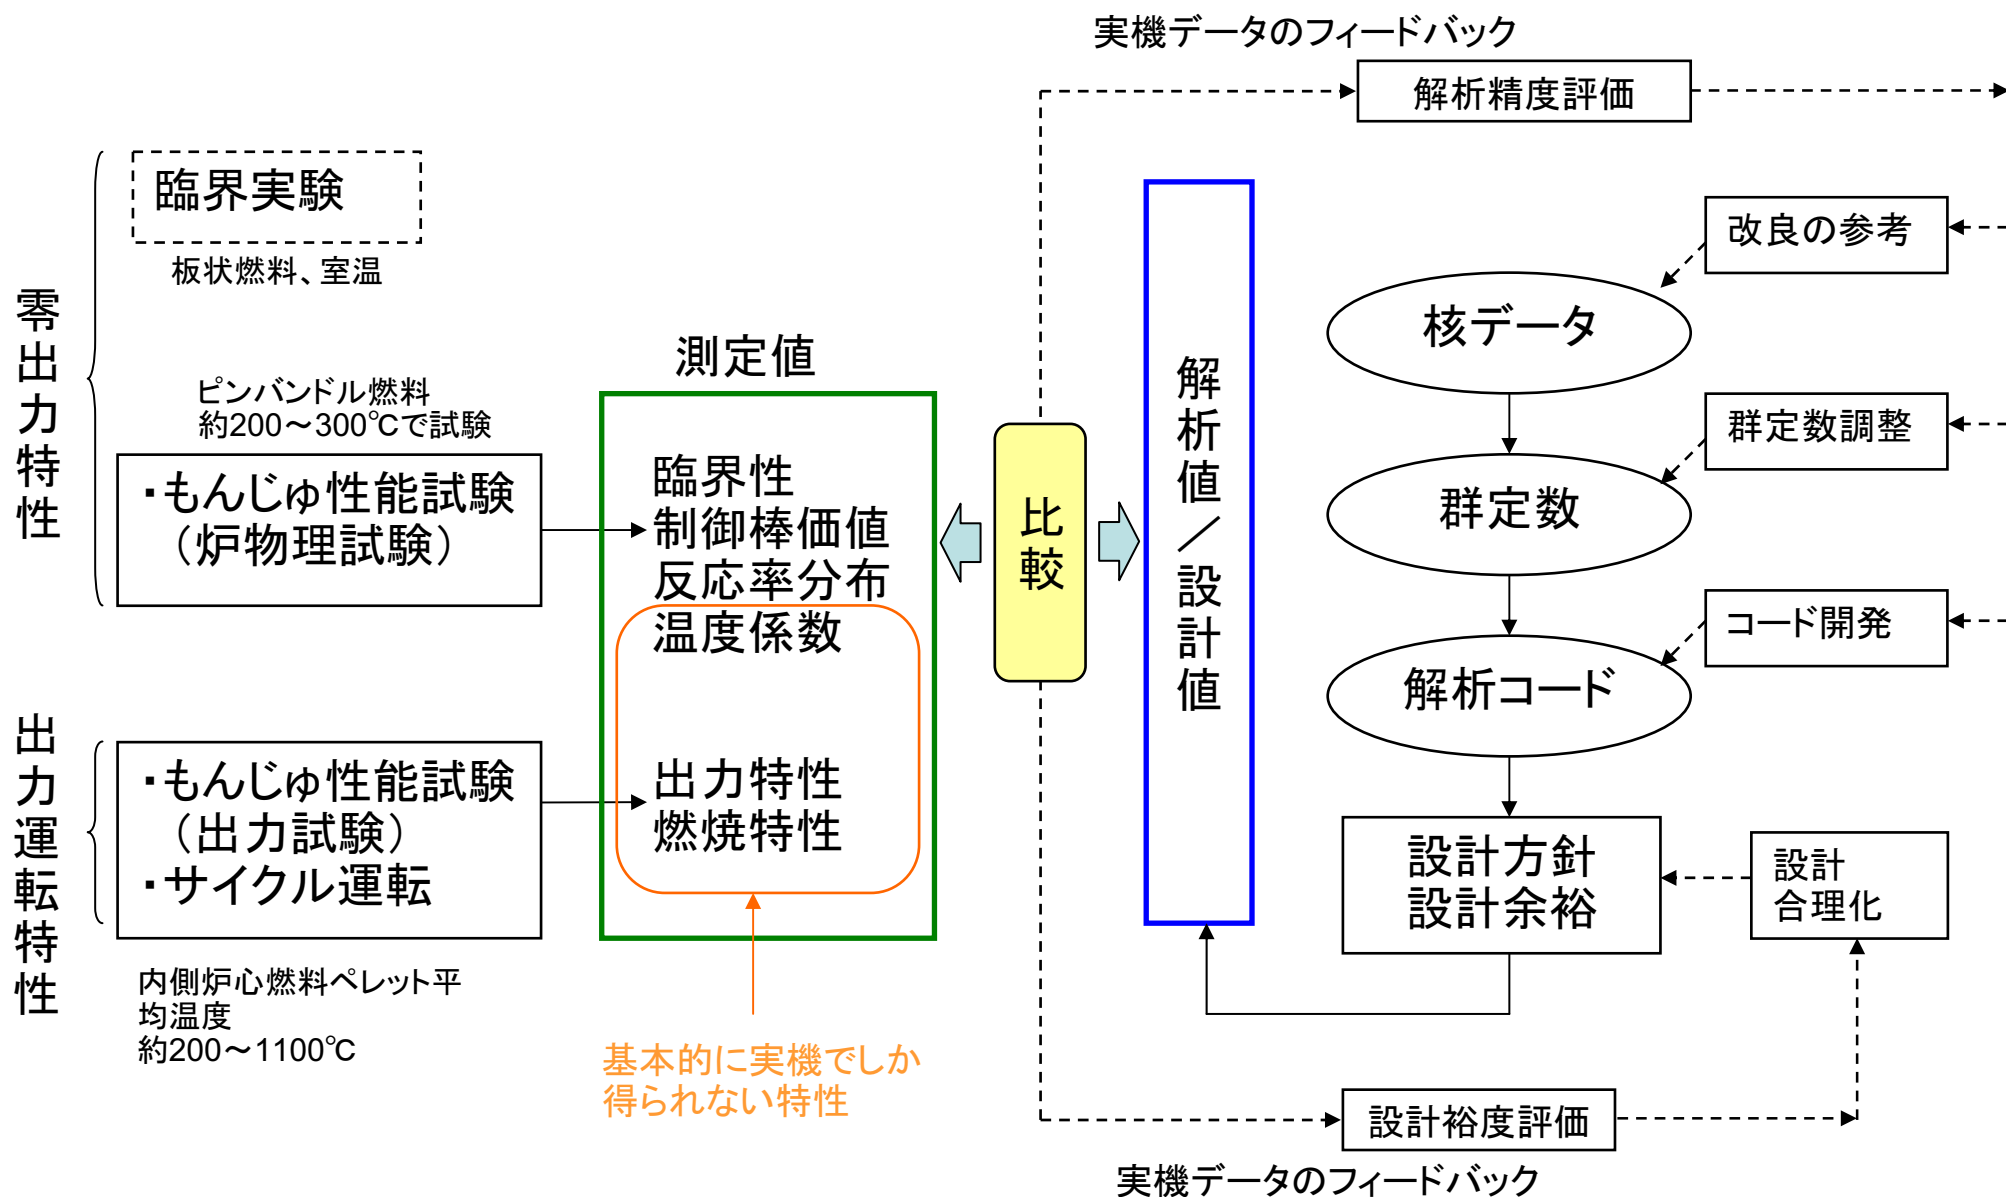 実機データのフィードバック
解析精度評価
零出力特性
臨界実験
板状燃料、室温
ピンバンドル燃料
約200～300℃で試験
・もんじゅ性能試験
（炉物理試験）
出力運転特性
・もんじゅ性能試験
（出力試験）
・サイクル運転
内側炉心燃料ペレット平
均温度
約200～1100℃
測定値
臨界性
制御棒価値
反応率分布
温度係数
出力特性
燃焼特性
基本的に実機でしか
得られない特性
比較
解析値／設計値
改良の参考
核データ
群定数調整
群定数
コード開発
解析コード
設計方針
設計余裕
設計
合理化
設計裕度評価
実機データのフィードバック